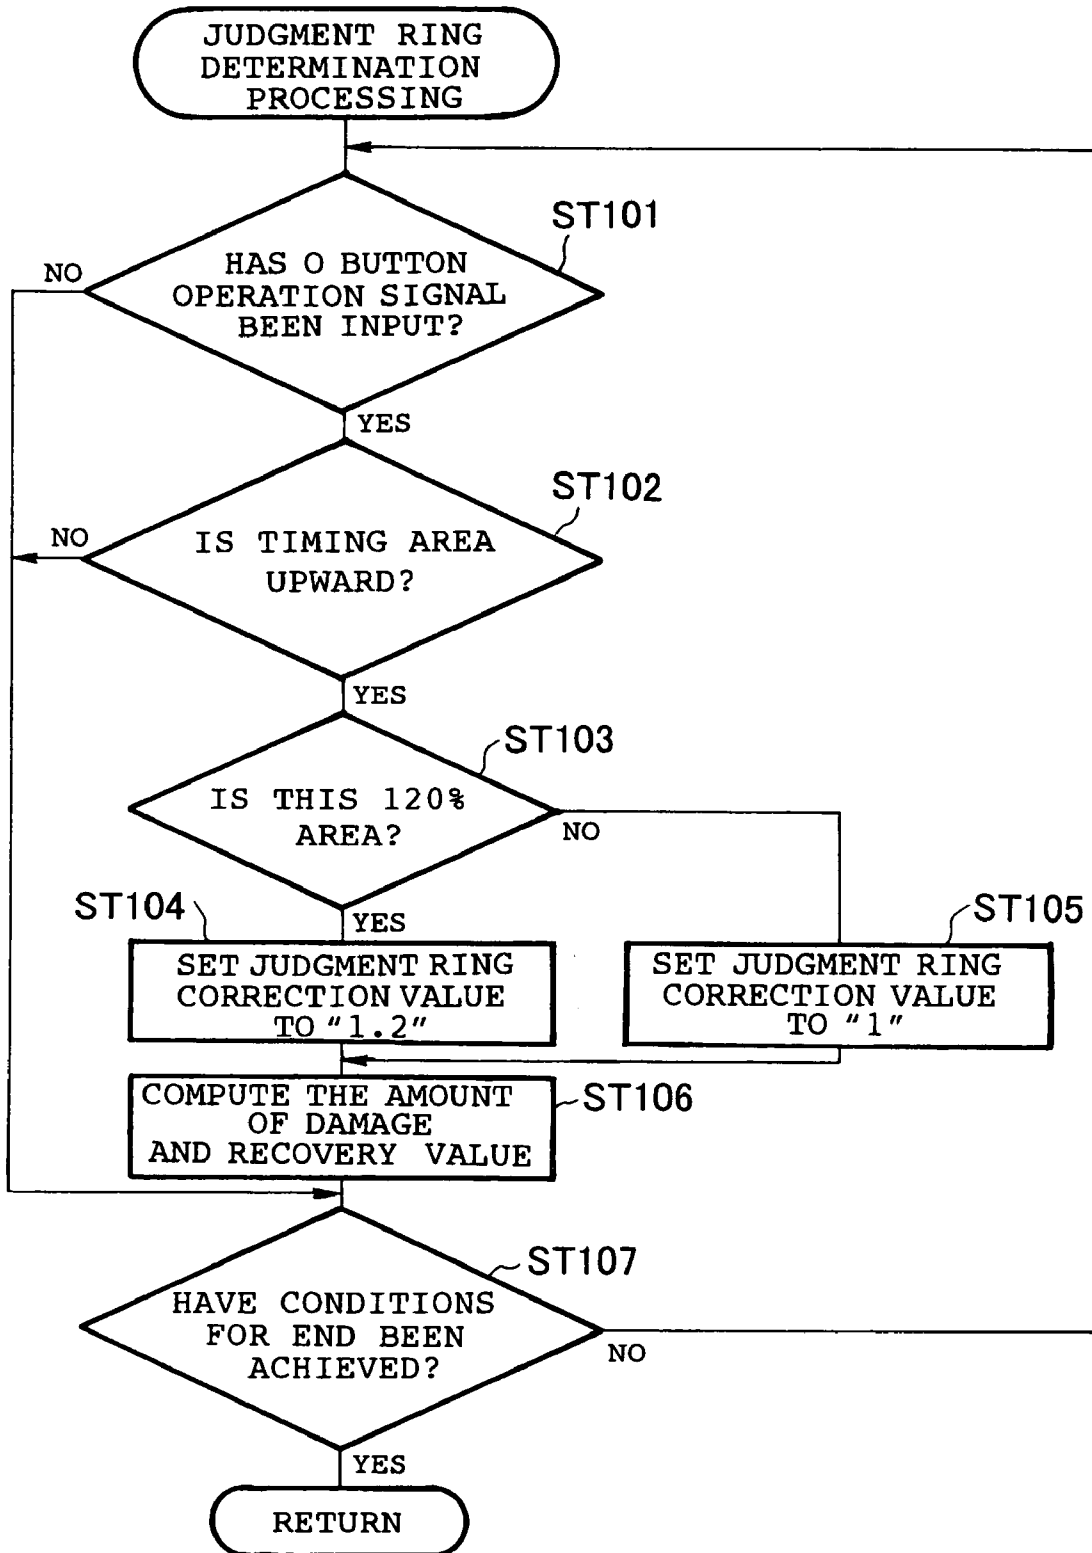 JUDGMENT RING
DETERMINATION
PROCESSING
ST101
NO
HAS O BUTTON
OPERATION SIGNAL
BEEN INPUT?
YES
ST102
NO
IS TIMING AREA
UPWARD?
YES
ST103
IS THIS 120%
AREA?
NO
ST104
YES
ST105
SET JUDGMENT RING
CORRECTION VALUE
TO "1.2"
SET JUDGMENT RING
CORRECTION VALUE
TO "1"
COMPUTE THE AMOUNT
OF DAMAGE
AND RECOVERY VALUE
ST106
ST107
HAVE CONDITIONS
FOR END BEEN
ACHIEVED?
NO
YES
RETURN